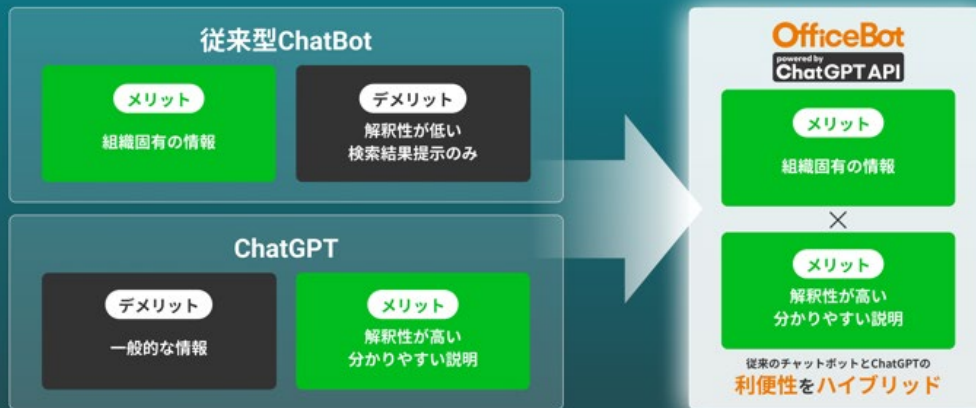 従来型ChatBot
メリット
組織固有の情報
デメリット
解釈性が低い
検索結果提示のみ
ChatGPT
デメリット
一般的な情報
メリット
解釈性が高い
分かりやすい説明
OfficeBot
powered by
ChatGPT API
メリット
組織固有の情報
×
メリット
解釈性が高い
分かりやすい説明
従来のチャットボットとChatGPTの
利便性をハイブリッド